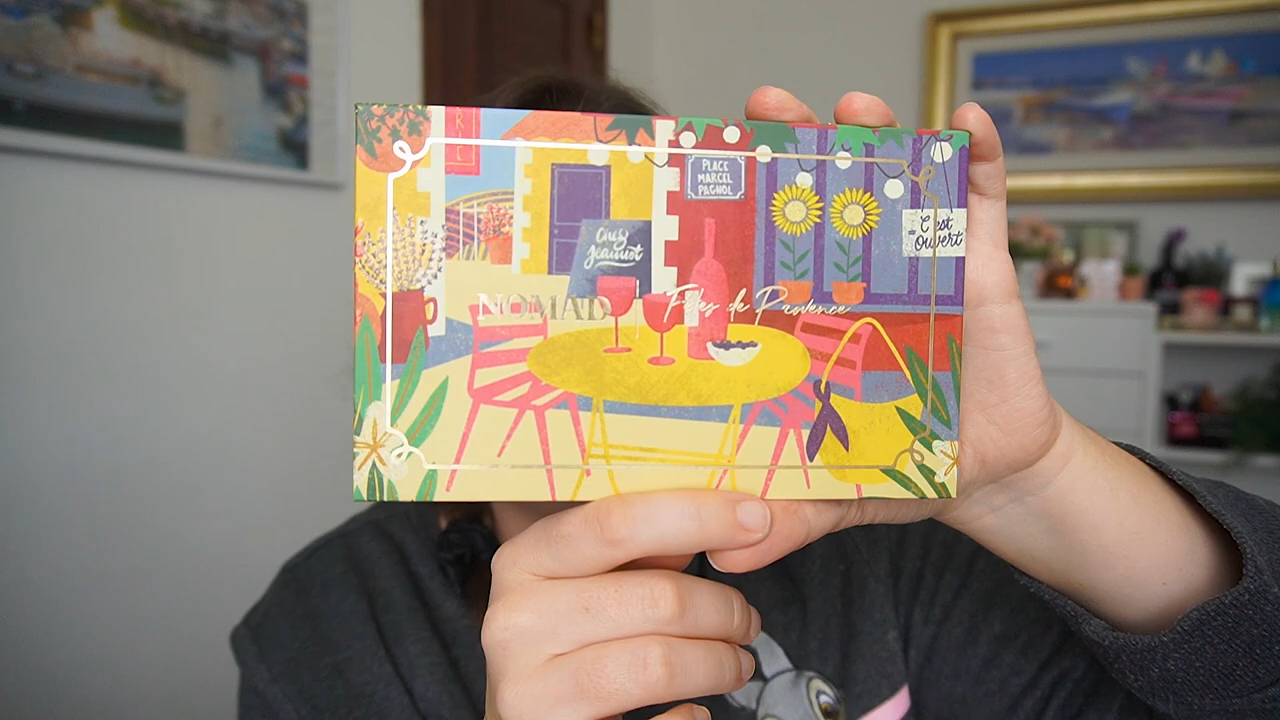 PLACE
MARCEL
PAGNOL
C'est
Ouvert
chez
Jeannot
NOMAD
Fêtes de Provence